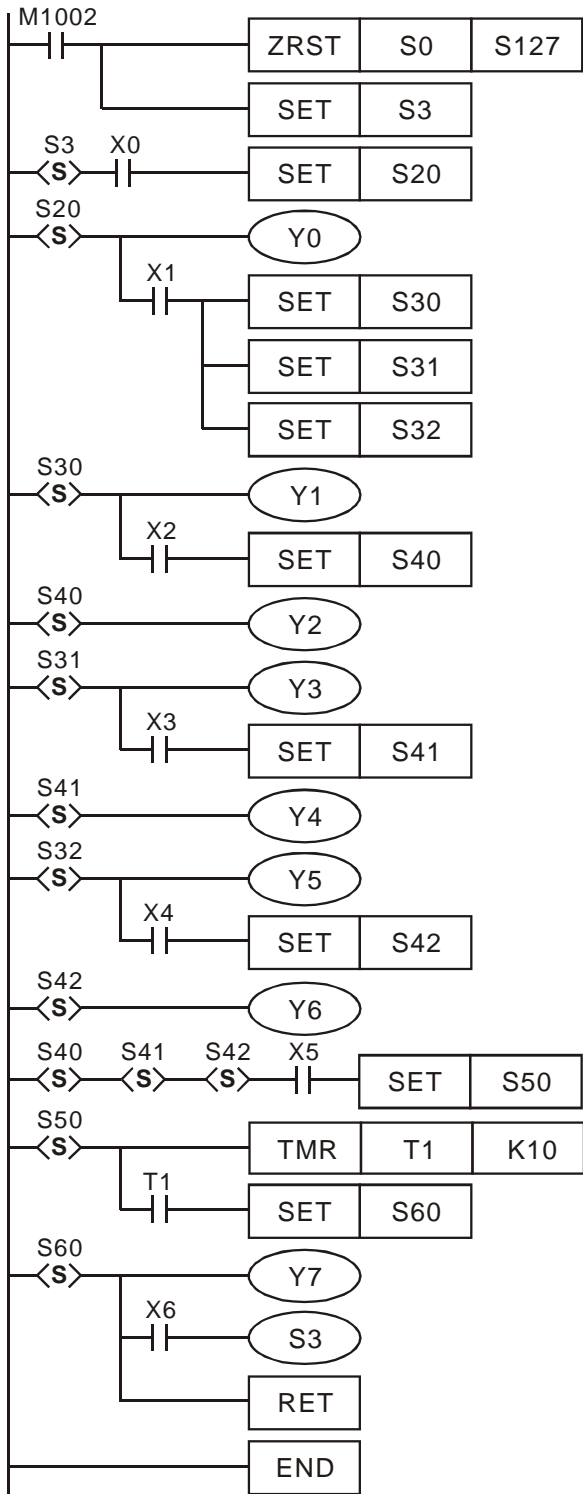 M1002
ZRST S0 S127
SET S3
S3 X0
S SET S20
S20
S Y0
X1
SET S30
SET S31
SET S32
S30
S Y1
X2
SET S40
S40
S Y2
S31
S Y3
X3
SET S41
S41
S Y4
S32
S Y5
X4
SET S42
S42
S Y6
S40 S41 S42 X5
S S S SET S50
S50
S TMR T1 K10
T1
SET S60
S60
S Y7
X6
S3
RET
END